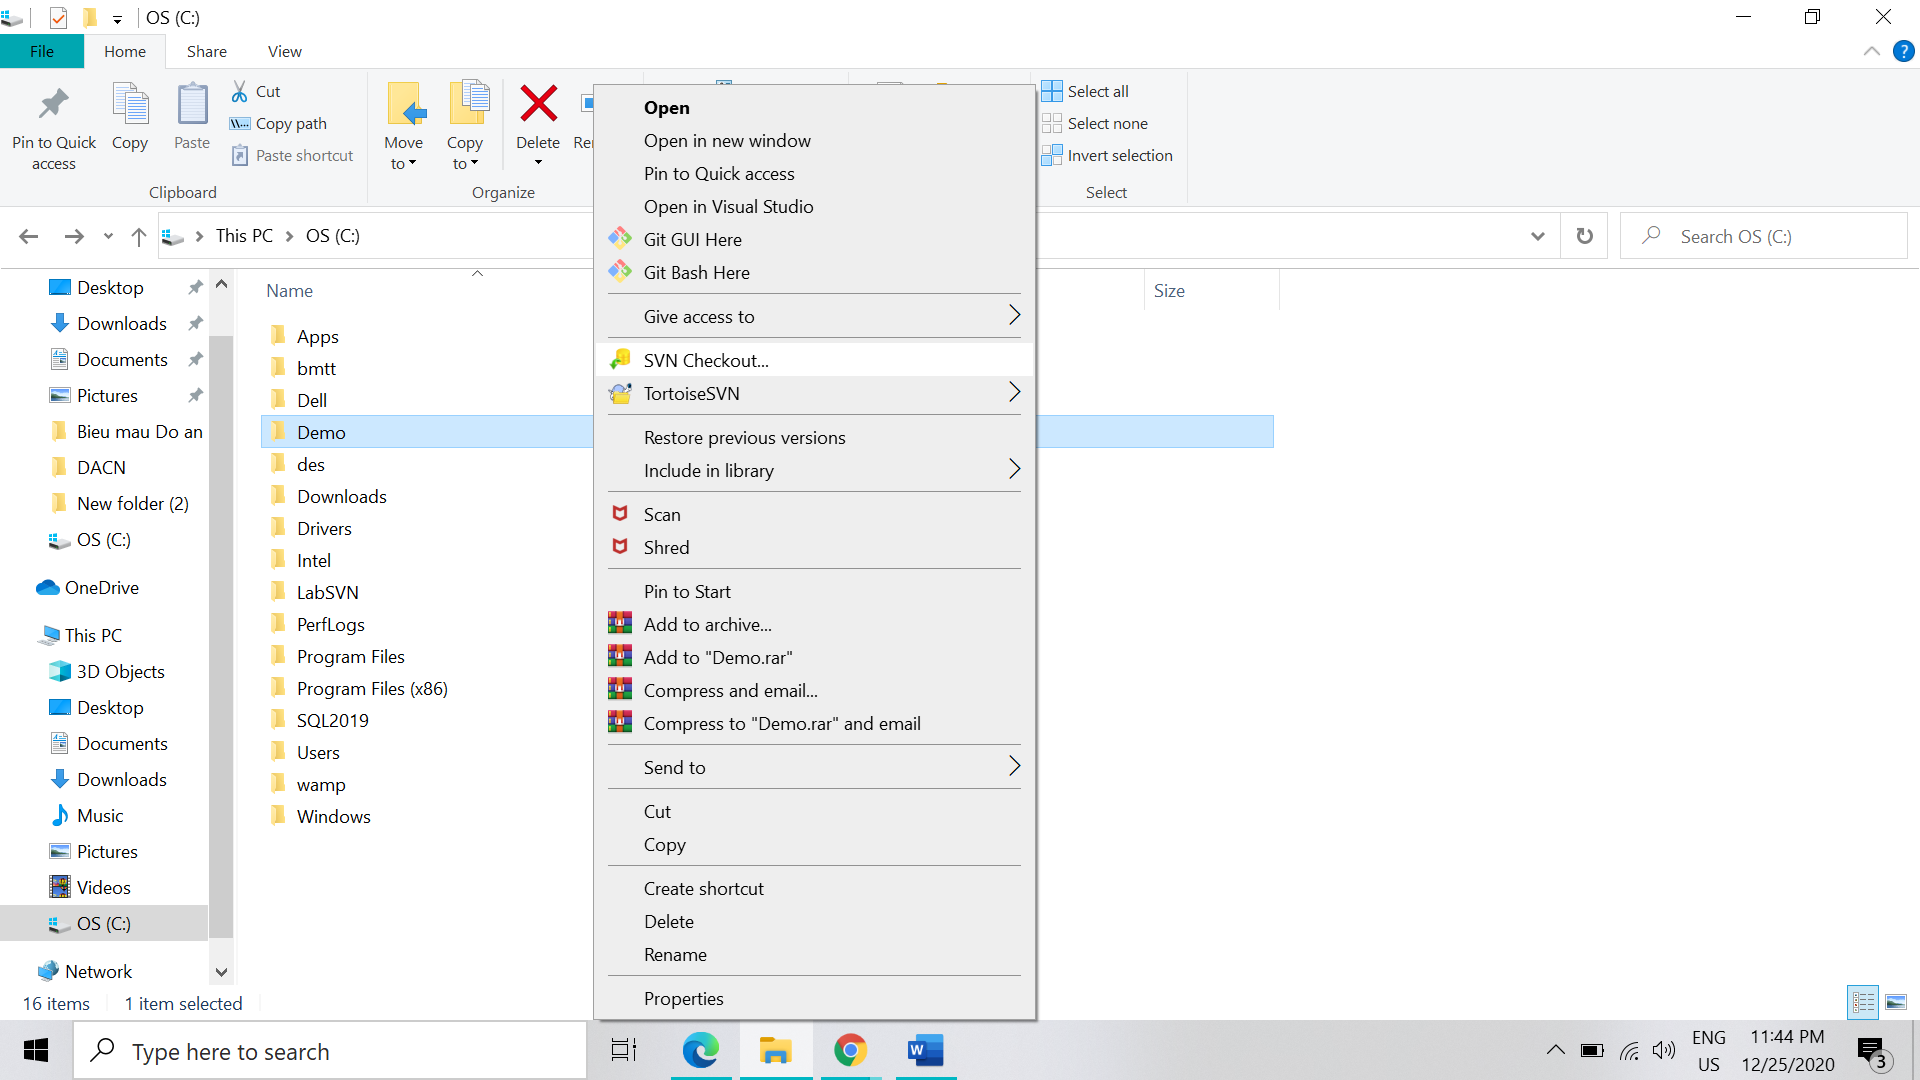 OS (C:)
File
Home
Share
View
?
Pin to Quick
access
Copy
Paste
Cut
Copy path
Paste shortcut
Clipboard
Move
to
Copy
to
Delete
Organize
Select all
Select none
Invert selection
Select
This PC
OS (C:)
Search OS (C:)
Desktop
Downloads
Documents
Pictures
Bieu mau Do an
DACN
New folder (2)
OS (C:)
OneDrive
This PC
3D Objects
Desktop
Documents
Downloads
Music
Pictures
Videos
OS (C:)
Network
Name
Size
Apps
bmtt
Dell
Demo
des
Downloads
Drivers
Intel
LabSVN
PerfLogs
Program Files
Program Files (x86)
SQL2019
Users
wamp
Windows
Open
Open in new window
Pin to Quick access
Open in Visual Studio
Git GUI Here
Git Bash Here
Give access to
SVN Checkout...
TortoiseSVN
Restore previous versions
Include in library
Scan
Shred
Pin to Start
Add to archive...
Add to "Demo.rar"
Compress and email...
Compress to "Demo.rar" and email
Send to
Cut
Copy
Create shortcut
Delete
Rename
Properties
16 items
1 item selected
Type here to search
W
ENG
US
11:44 PM
12/25/2020
3